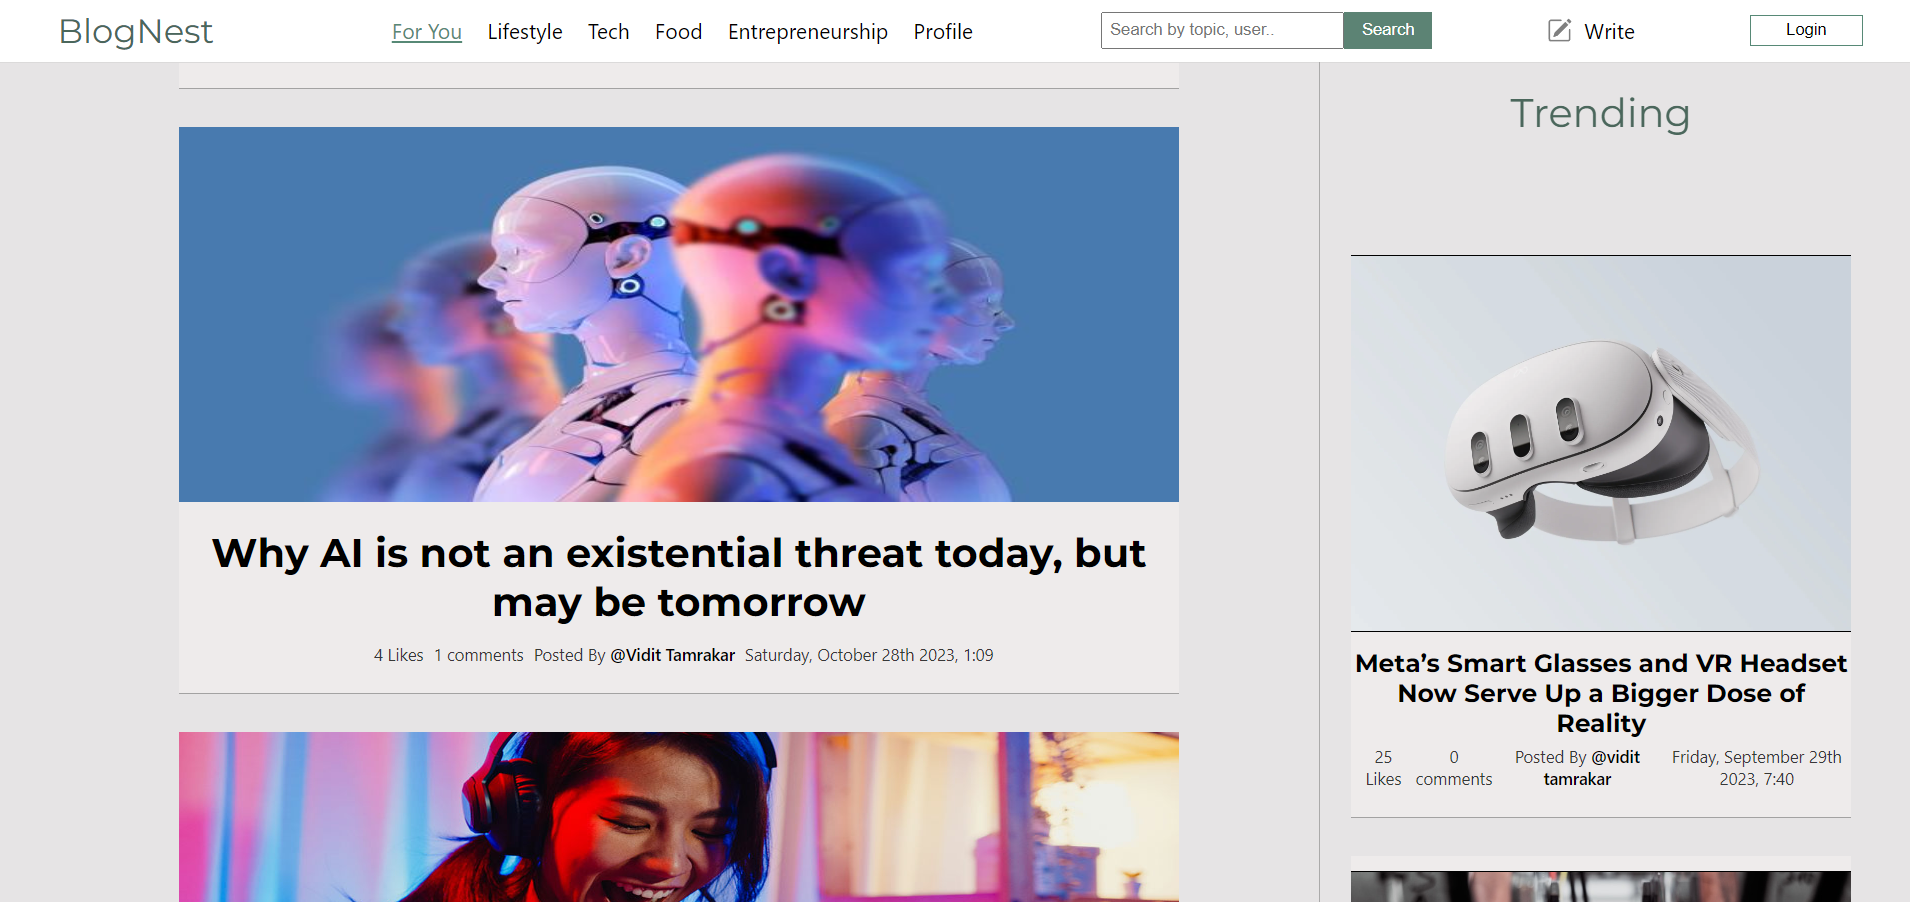 BlogNest
For You Lifestyle Tech Food Entrepreneurship Profile
Search by topic, user..
Search
Write
Login
Why AI is not an existential threat today, but
may be tomorrow
4 Likes 1 comments Posted By @Vidit Tamrakar Saturday, October 28th 2023, 1:09
Trending
Meta’s Smart Glasses and VR Headset
Now Serve Up a Bigger Dose of
Reality
25 Likes
0 comments
Posted By @vidit
tamrakar
Friday, September 29th
2023, 7:40